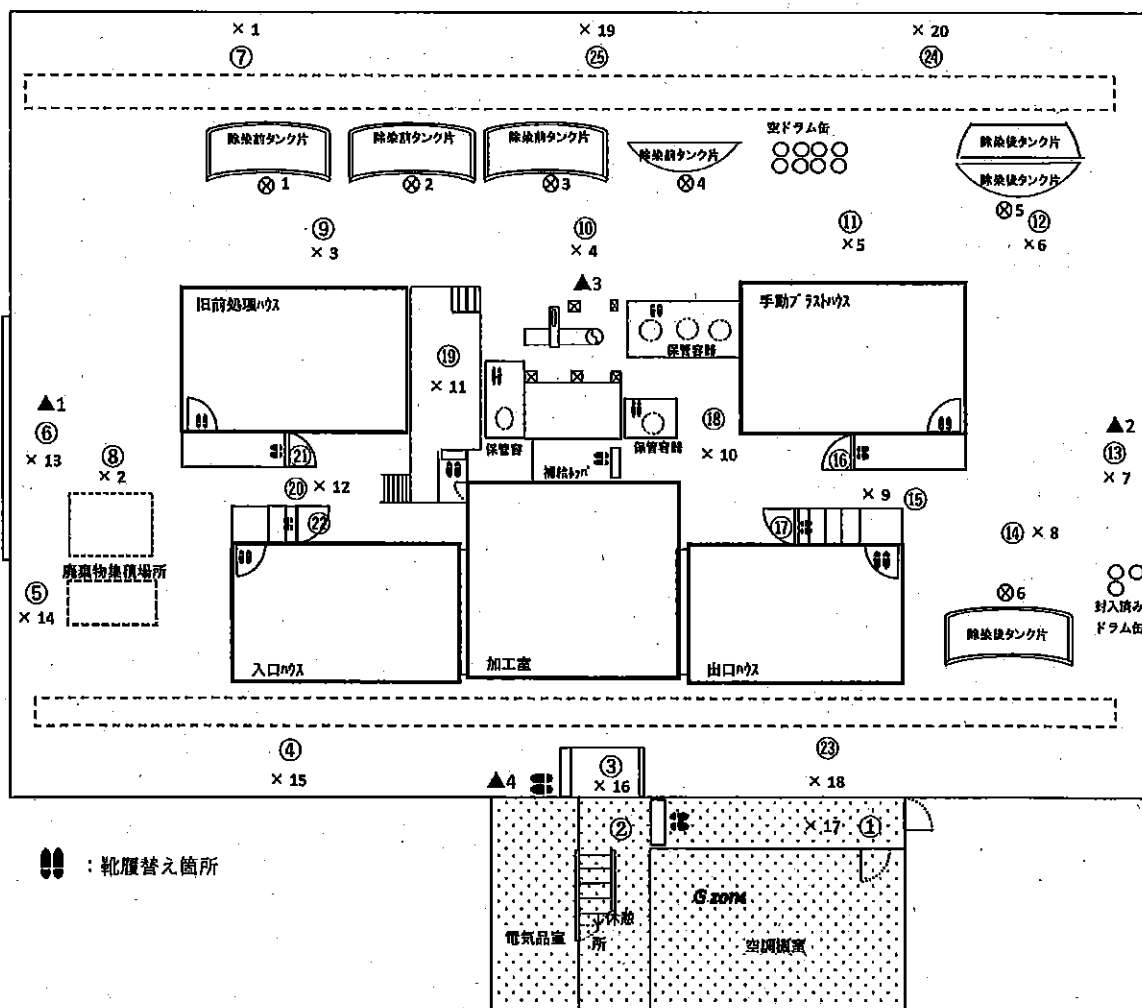 × 1
× 19
× 20
⑦
㉕
㉔
除染前タンク片
除染前タンク片
除染前タンク片
除染前タンク片
空ドラム缶
除染後タンク片
除染後タンク片
⊗ 1
⊗ 2
⊗ 3
⊗ 4
⊗ 5
⑨
⑩
⑪
⑫
× 3
× 4
× 5
× 6
▲3
旧前処理ハウス
手動ブラストハウス
保管容器
⑲
× 11
▲1
⑥
× 13
⑧
× 2
⑱
× 10
▲2
⑬
× 7
保管容
保管容器
㉑
⑯
補給ホッパ
⑳ × 12
× 9 ⑮
㉒
⑰
⑭ × 8
廃棄物集積場所
⑤
× 14
⊗6
封入済み
ドラム缶
除染後タンク片
入口ハウス
加工室
出口ハウス
④
× 15
③
× 16
▲4
㉓
× 18
②
× 17 ①
:靴履替え箇所
G zone
休憩
所
電気品室
空調機室